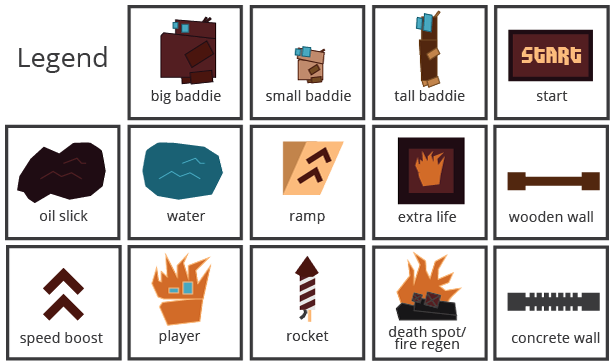 Legend
big baddie
small baddie
tall baddie
START
start
oil slick
water
ramp
extra life
wooden wall
speed boost
player
rocket
death spot/
fire regen
concrete wall